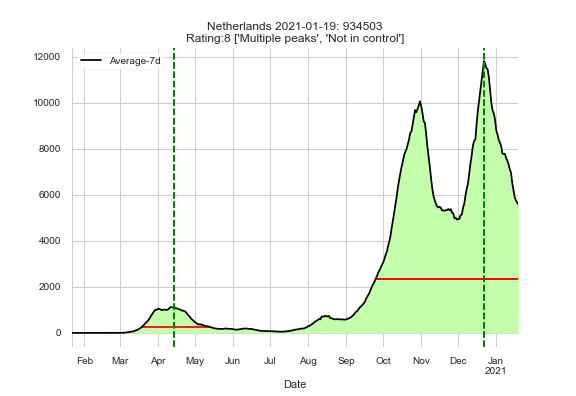 Netherlands 2021-01-19: 934503
Rating:8 ['Multiple peaks', 'Not in control']
Average-7d
12000
10000
8000
6000
4000
2000
0
Feb Mar Apr May Jun Jul Aug Sep Oct Nov Dec Jan
2021
Date